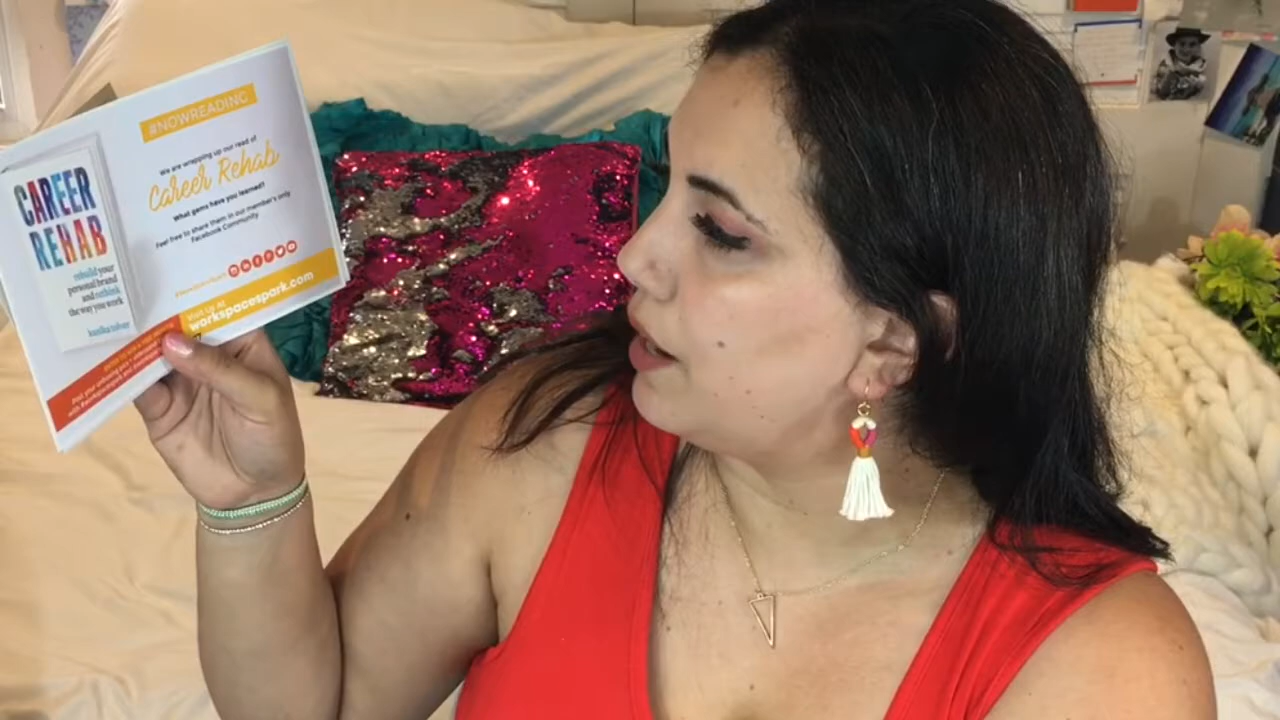 CAREER
REHAB
rebuild your
personal brand
and rethink
the way you work
kanika tolver
#NOWREADING
We are wrapping up our read of
Career Rehab
What gems have you learned?
Feel free to share them in our member's only
Facebook Community
Visit Us At
workspacespark.com